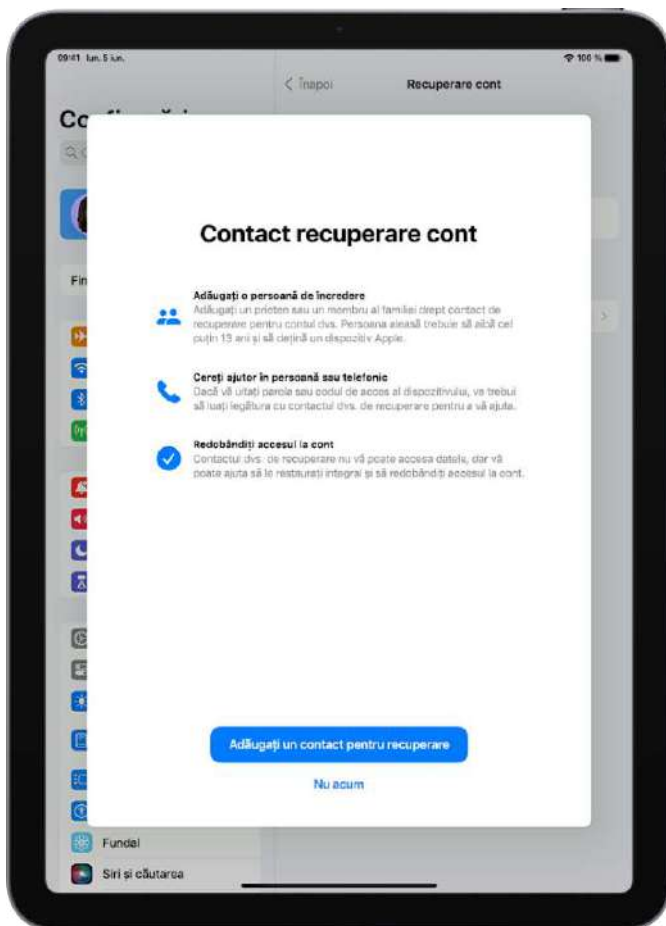 09:41 lun. 5 iun.
100 %
Înapoi
Recuperare cont
Contact recuperare cont
Adăugați o persoană de încredere
Adăugați un prieten sau un membru al familiei drept contact de
recuperare pentru contul dvs. Persoana aleasă trebuie să aibă cel
puțin 13 ani și să dețină un dispozitiv Apple.
Cereți ajutor în persoană sau telefonic
Dacă vă uitați parola sau codul de acces al dispozitivului, va trebui
să luați legătura cu contactul dvs. de recuperare pentru a vă ajuta.
Redobândiți accesul la cont
Contactul dvs. de recuperare nu vă poate accesa datele, dar vă
poate ajuta să le restaurați integral și să redobândiți accesul la cont.
Adăugați un contact pentru recuperare
Nu acum
Fundal
Siri și căutarea